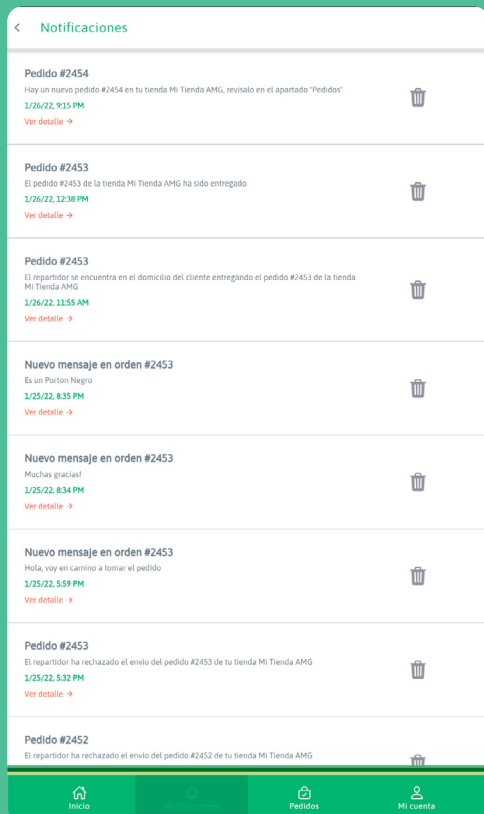 Notificaciones
Pedido #2454
Hay un nuevo pedido #2454 en tu tienda Mi Tienda AMG, revisalo en el apartado "Pedidos"
1/26/22, 9:15 PM
Ver detalle →
Pedido #2453
El pedido #2453 de la tienda Mi Tienda AMG ha sido entregado
1/26/22, 12:38 PM
Ver detalle →
Pedido #2453
El repartidor se encuentra en el domicilio del cliente entregando el pedido #2453 de la tienda
Mi Tienda AMG
1/26/22, 11:55 AM
Ver detalle →
Nuevo mensaje en orden #2453
Es un Porton Negro
1/25/22, 8:35 PM
Ver detalle →
Nuevo mensaje en orden #2453
Muchas gracias!
1/25/22, 8:34 PM
Ver detalle →
Nuevo mensaje en orden #2453
Hola, voy en camino a tomar el pedido
1/25/22, 5:59 PM
Ver detalle →
Pedido #2453
El repartidor ha rechazado el envio del pedido #2453 de tu tienda Mi Tienda AMG
1/25/22, 5:32 PM
Ver detalle →
Pedido #2452
El repartidor ha rechazado el envio del pedido #2452 de tu tienda Mi Tienda AMG
Inicio
Pedidos
Mi cuenta